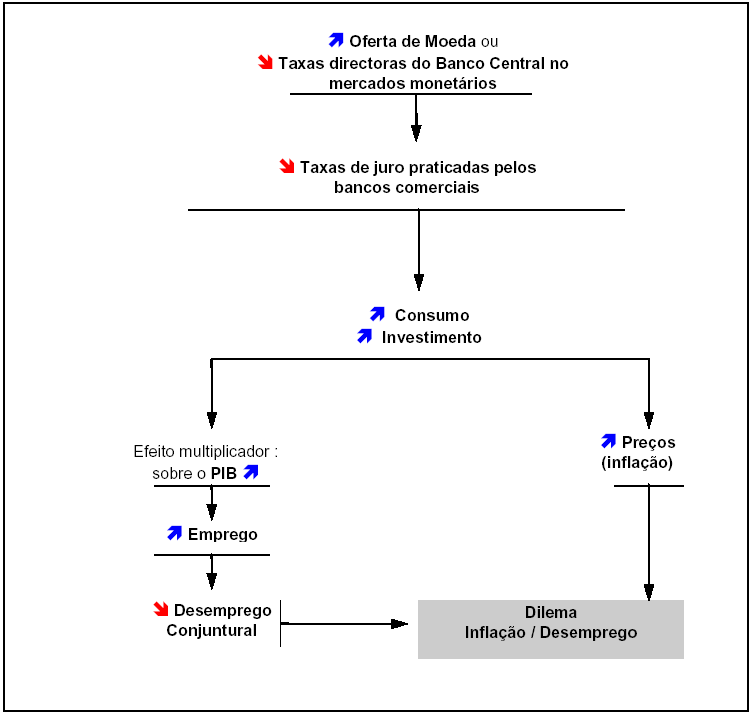 Oferta de Moeda ou
Taxas directoras do Banco Central no
mercados monetários
Taxas de juro praticadas pelos
bancos comerciais
Consumo
Investimento
Efeito multiplicador :
sobre o PIB
Preços
(inflação)
Emprego
Desemprego
Conjuntural
Dilema
Inflação / Desemprego